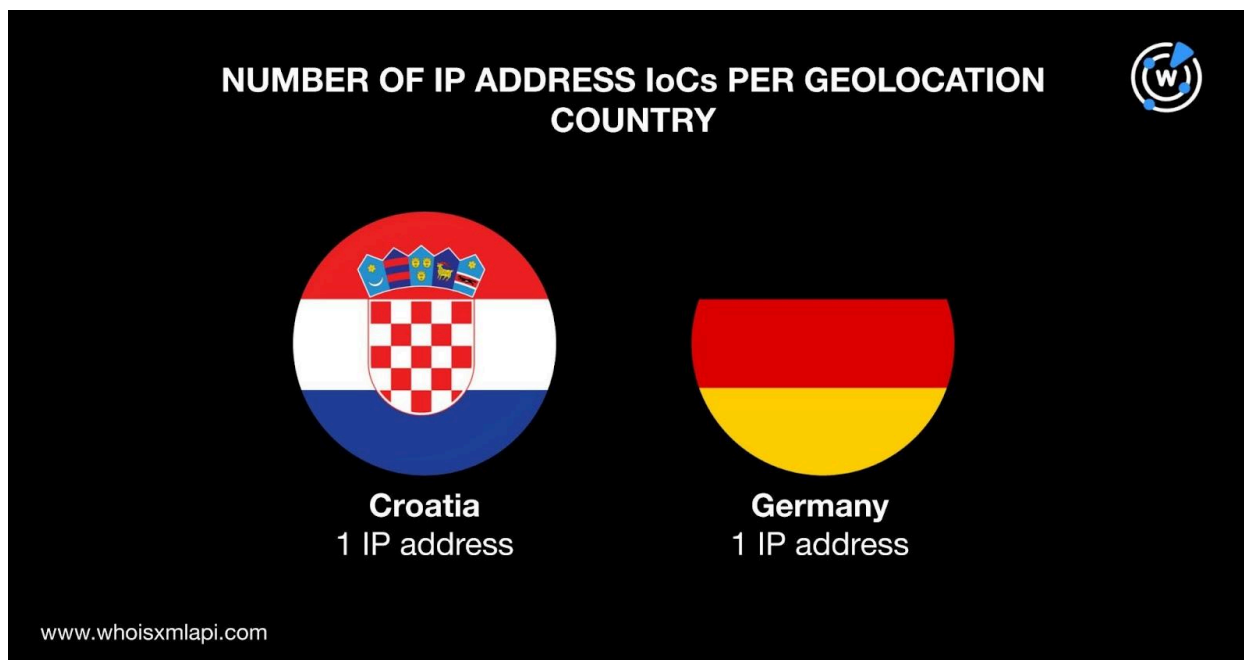 NUMBER OF IP ADDRESS IoCs PER GEOLOCATION
COUNTRY
W
Croatia
1 IP address
Germany
1 IP address
www.whoisxmlapi.com